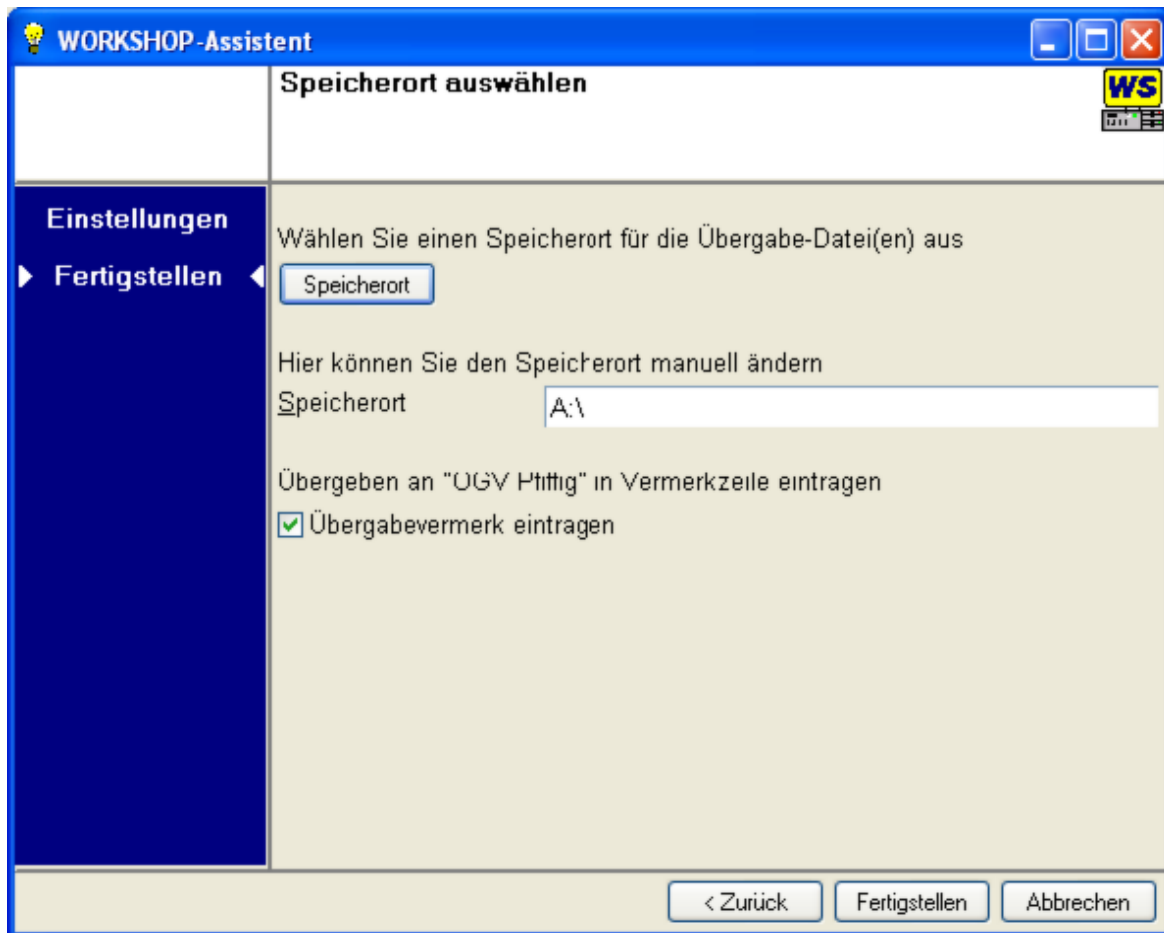 WORKSHOP-Assistent
Speicherort auswählen
WS
Einstellungen
Fertigstellen
Wählen Sie einen Speicherort für die Übergabe-Datei(en) aus
Speicherort
Hier können Sie den Speicherort manuell ändern
Speicherort
A:\
Übergeben an "OGV Pfiffig" in Vermerkzeile eintragen
Übergabevermerk eintragen
< Zurück
Fertigstellen
Abbrechen